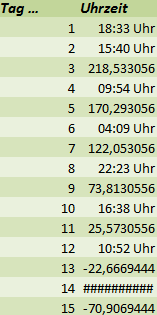 Tag ... Uhrzeit
1 18:33 Uhr
2 15:40 Uhr
3 218,533056
4 09:54 Uhr
5 170,293056
6 04:09 Uhr
7 122,053056
8 22:23 Uhr
9 73,8130556
10 16:38 Uhr
11 25,5730556
12 10:52 Uhr
13 -22,6669444
14 ##########
15 -70,9069444